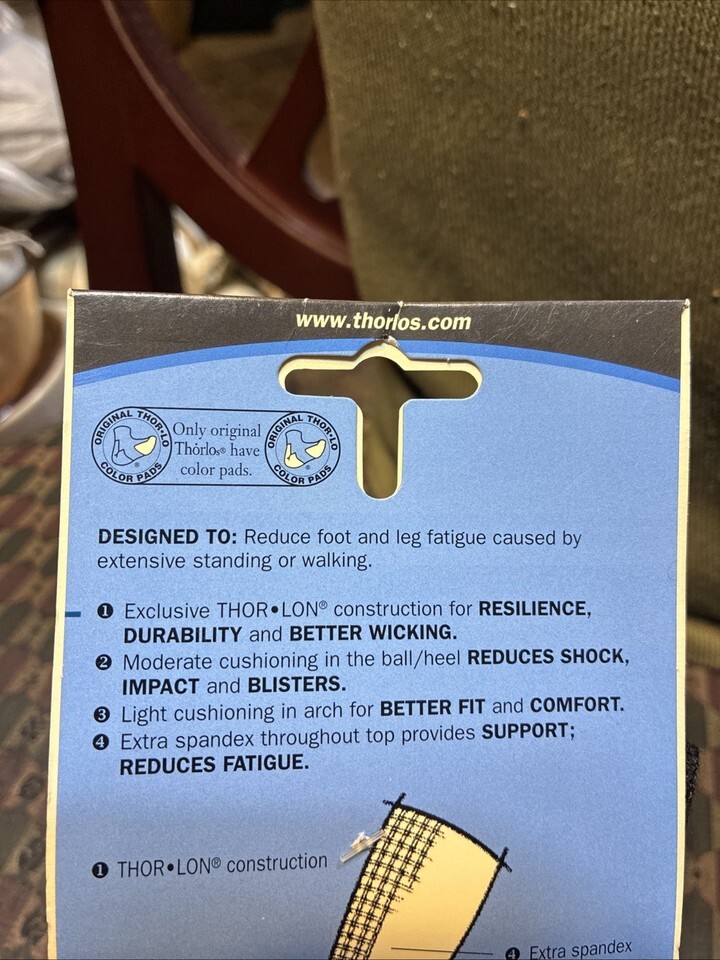 www.thorlos.com
ORIGINAL THOR•LO
COLOR PADS
Only original
Thórlos® have
color pads.
ORIGINAL THOR•LO
COLOR PADS
DESIGNED TO: Reduce foot and leg fatigue caused by
extensive standing or walking.
❶ Exclusive THOR•LON® construction for RESILIENCE,
DURABILITY and BETTER WICKING.
❷ Moderate cushioning in the ball/heel REDUCES SHOCK,
IMPACT and BLISTERS.
❸ Light cushioning in arch for BETTER FIT and COMFORT.
❹ Extra spandex throughout top provides SUPPORT;
REDUCES FATIGUE.
❶ THOR•LON® construction
❹ Extra spandex